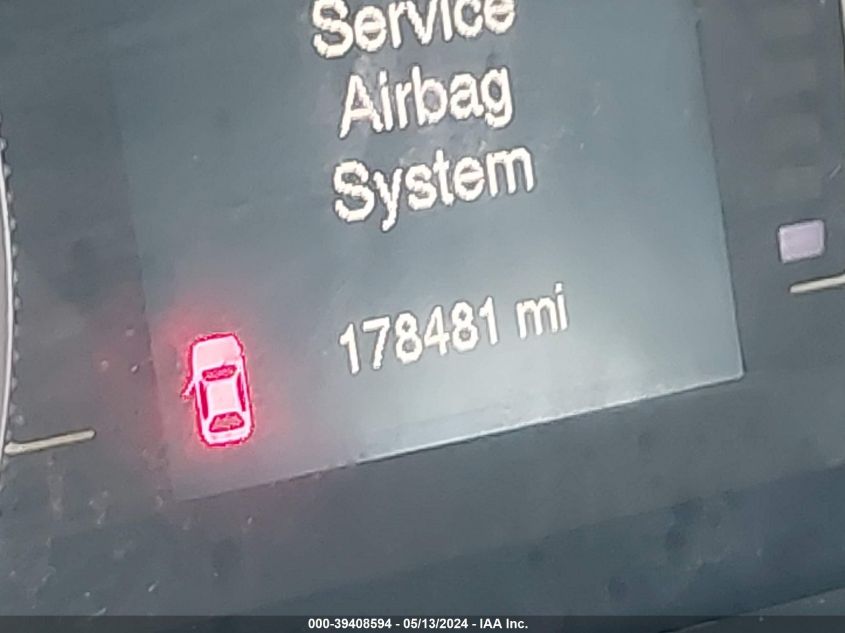 Service
Airbag
System
178481 mi
000-39408594 - 05/13/2024 - IAA Inc.